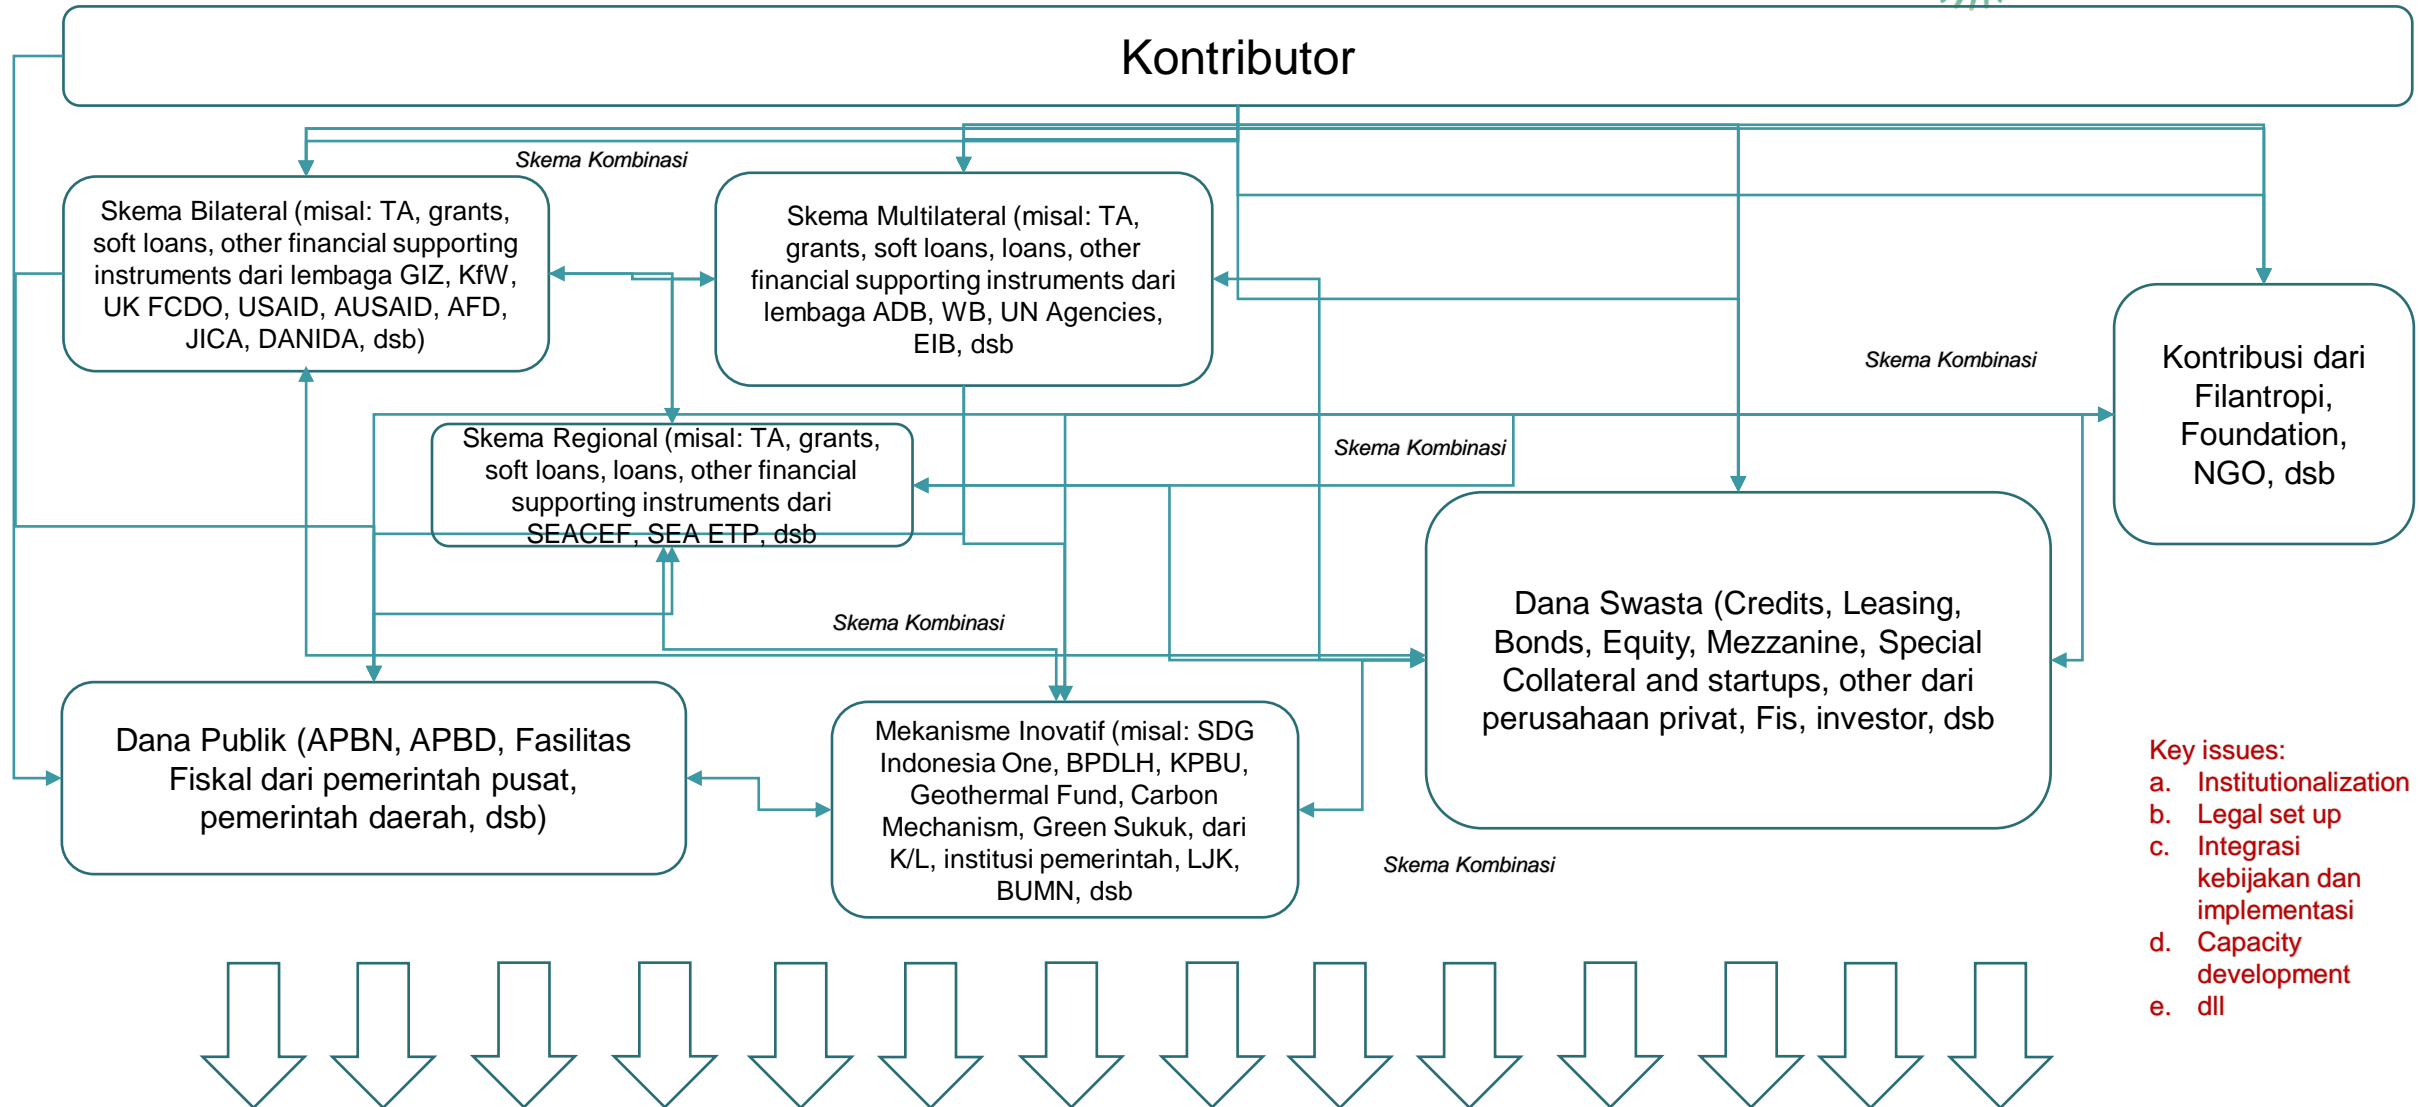 Kontributor
Skema Kombinasi
Skema Bilateral (misal: TA, grants,
soft loans, other financial supporting
instruments dari lembaga GIZ, KfW,
UK FCDO, USAID, AUSAID, AFD,
JICA, DANIDA, dsb)
Skema Multilateral (misal: TA,
grants, soft loans, loans, other
financial supporting instruments dari
lembaga ADB, WB, UN Agencies,
EIB, dsb
Skema Kombinasi
Kontribusi dari
Filantropi,
Foundation,
NGO, dsb
Skema Regional (misal: TA, grants,
soft loans, loans, other financial
supporting instruments dari
SEACEF, SEA ETP, dsb
Skema Kombinasi
Skema Kombinasi
Dana Swasta (Credits, Leasing,
Bonds, Equity, Mezzanine, Special
Collateral and startups, other dari
perusahaan privat, Fis, investor, dsb
Dana Publik (APBN, APBD, Fasilitas
Fiskal dari pemerintah pusat,
pemerintah daerah, dsb)
Mekanisme Inovatif (misal: SDG
Indonesia One, BPDLH, KPBU,
Geothermal Fund, Carbon
Mechanism, Green Sukuk, dari
K/L, institusi pemerintah, LJK,
BUMN, dsb
Skema Kombinasi
Key issues:
a. Institutionalization
b. Legal set up
c. Integrasi
kebijakan dan
implementasi
d. Capacity
development
e. dll